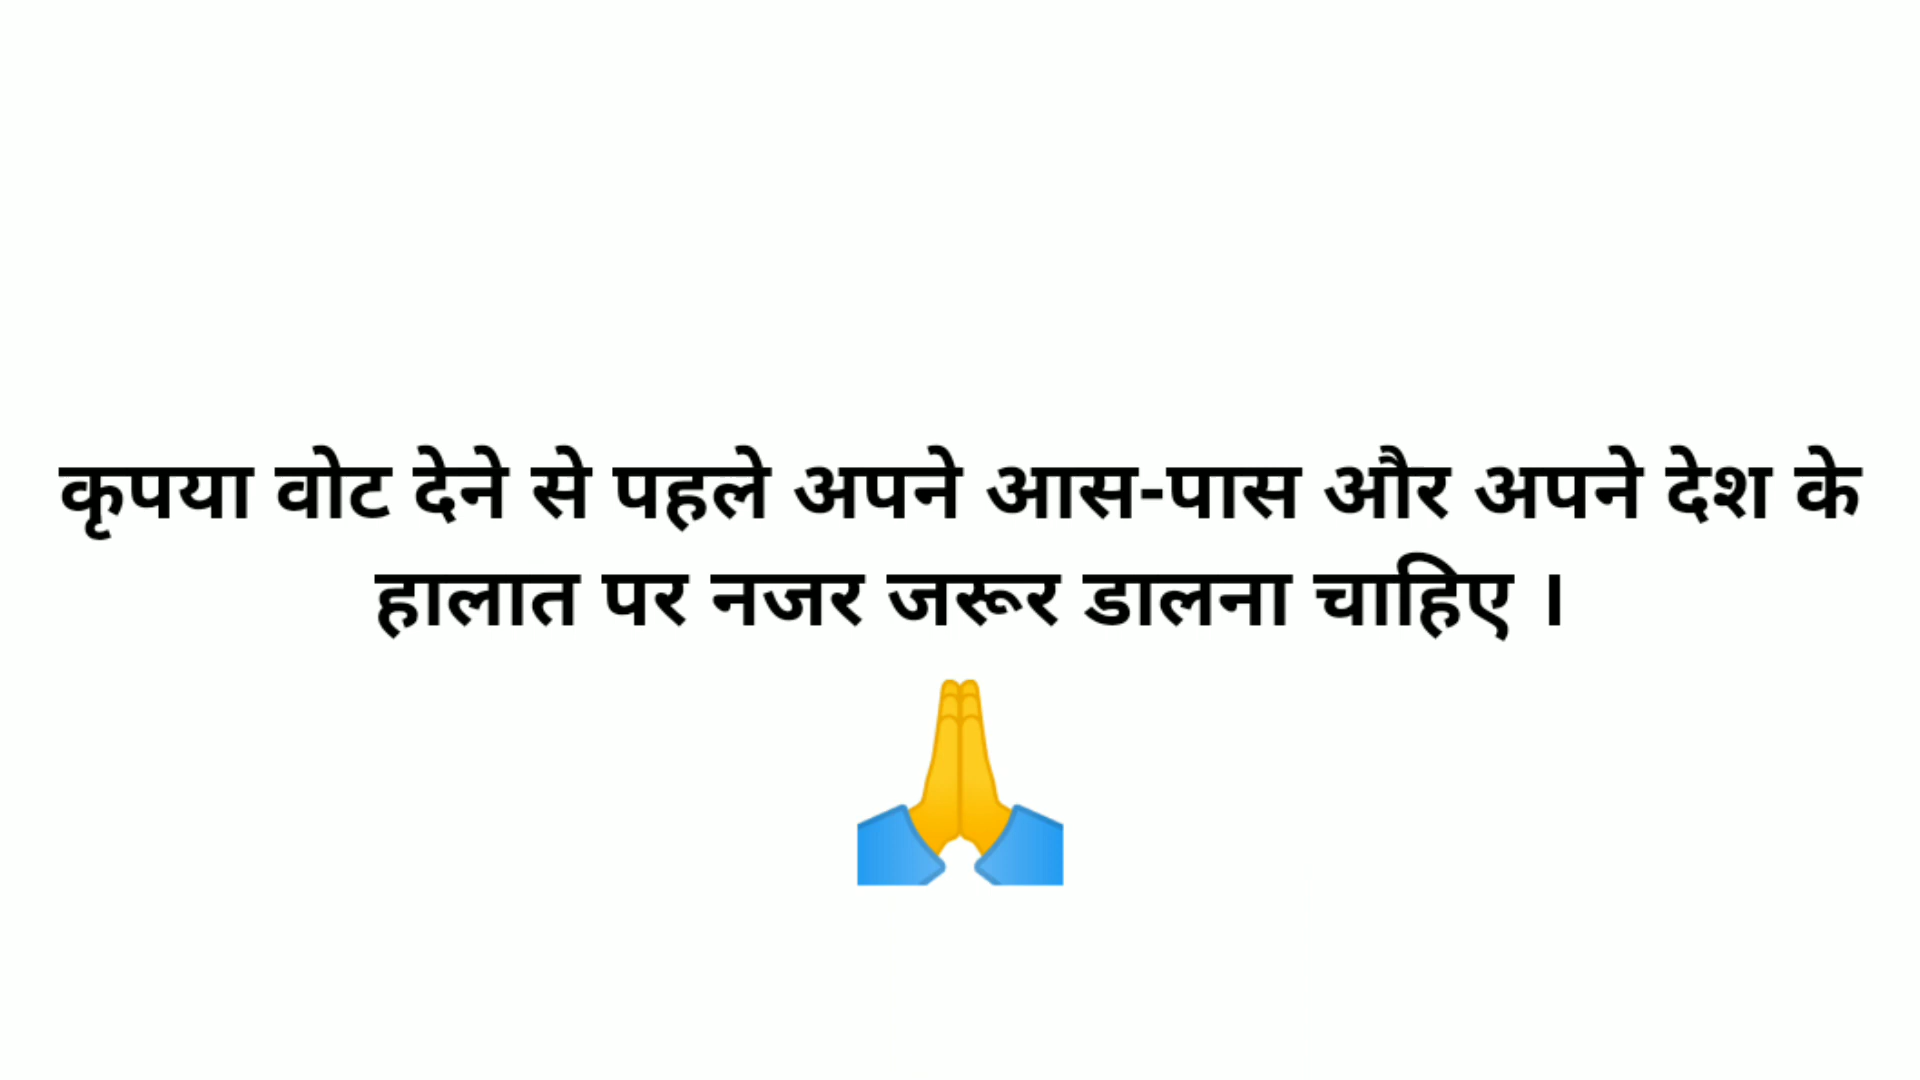 कृपया वोट देने से पहले अपने आस-पास और अपने देश के
हालात पर नजर जरूर डालना चाहिए ।